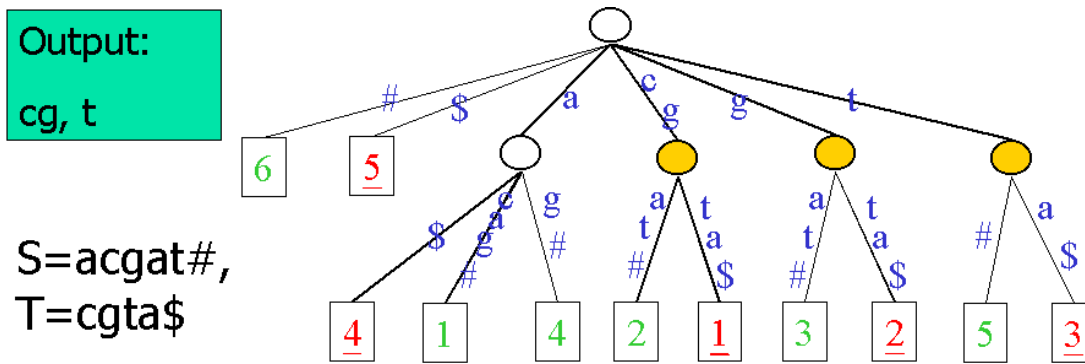 Output:
cg, t
S=acgat#,
T=cgta$
# $ a c g g t
6 5
$ c a g # g # a t # t a $ a t # t a $ # a $
4 1 4 2 1 3 2 5 3